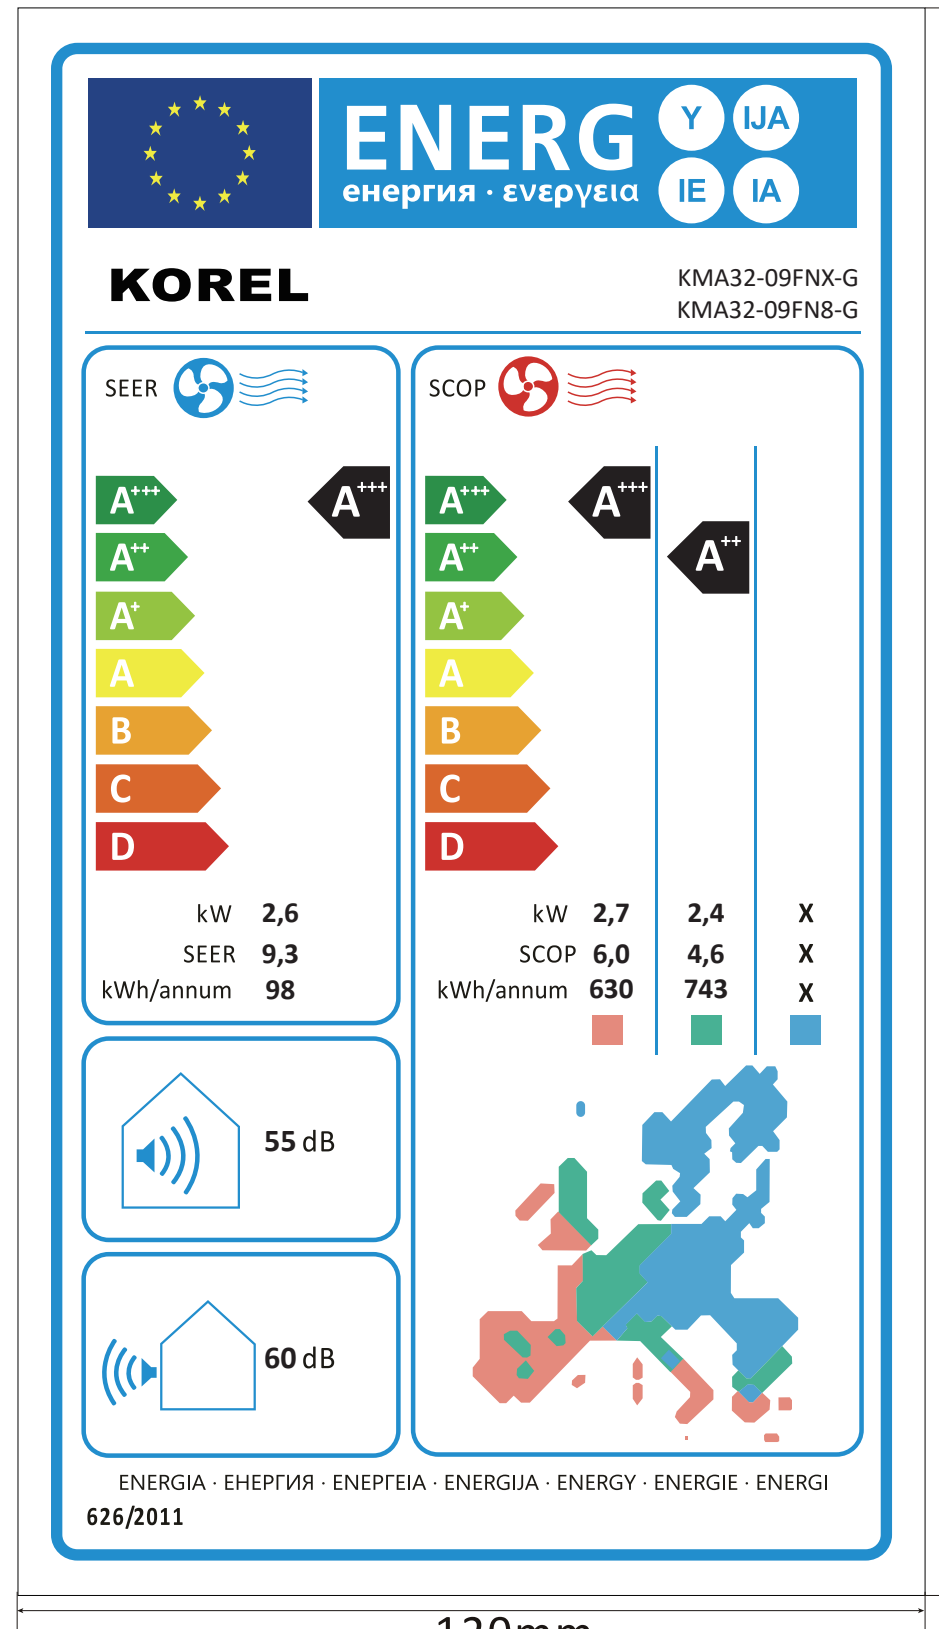 ENERG
енергия · ενεργεια
Y IJA
IE IA
KOREL
KMA32-09FNX-G
KMA32-09FN8-G
SEER
A+++
A+++
A++
A+
A
B
C
D
kW 2,6
SEER 9,3
kWh/annum 98
SCOP
A+++
A+++
A++
A++
A+
A
B
C
D
kW 2,7 2,4 X
SCOP 6,0 4,6 X
kWh/annum 630 743 X
55 dB
60 dB
ENERGIA · ЕНЕРГИЯ · ΕΝΕΡΓΕΙΑ · ENERGIJA · ENERGY · ENERGIE · ENERGI
626/2011